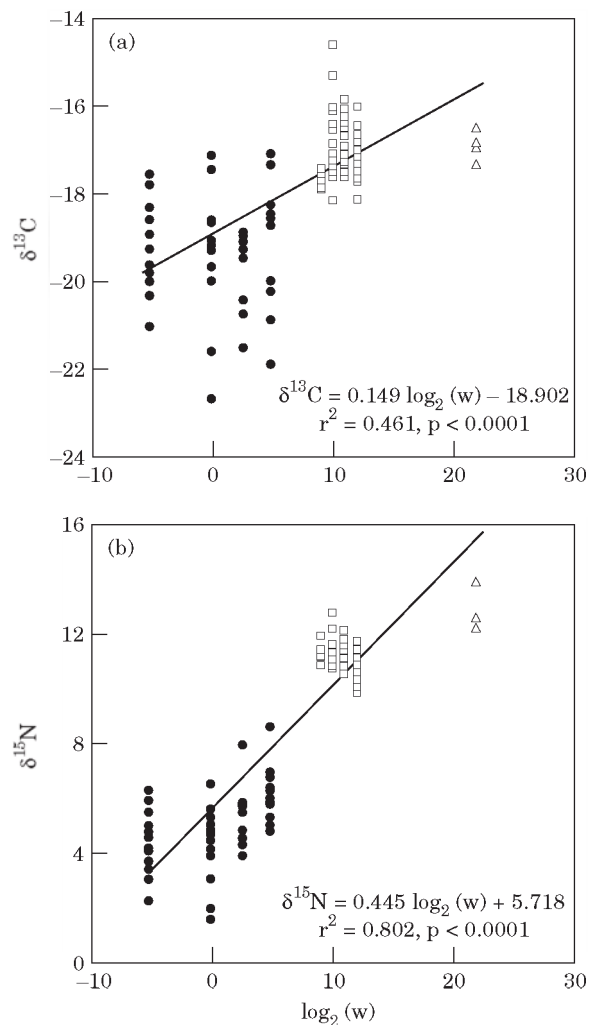 (a)
−14
−16
−18
−20
−22
−24
δ¹³C
δ¹³C = 0.149 log₂ (w) – 18.902
r² = 0.461, p < 0.0001
−10 0 10 20 30
(b)
16
12
8
4
0
δ¹⁵N
δ¹⁵N = 0.445 log₂ (w) + 5.718
r² = 0.802, p < 0.0001
−10 0 10 20 30
log₂ (w)